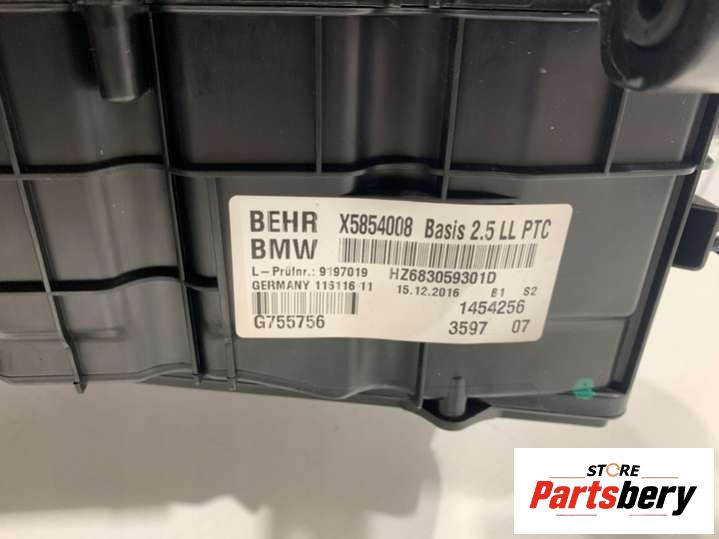 BEHR X5854008 Basis 2.5 LL PTC
BMW
L-Prüfnr.: 9197019 HZ683059301D
GERMANY 116116 11 15.12.2016 B1 S2
1454256
G755756 3597 07
STORE
Partsbery